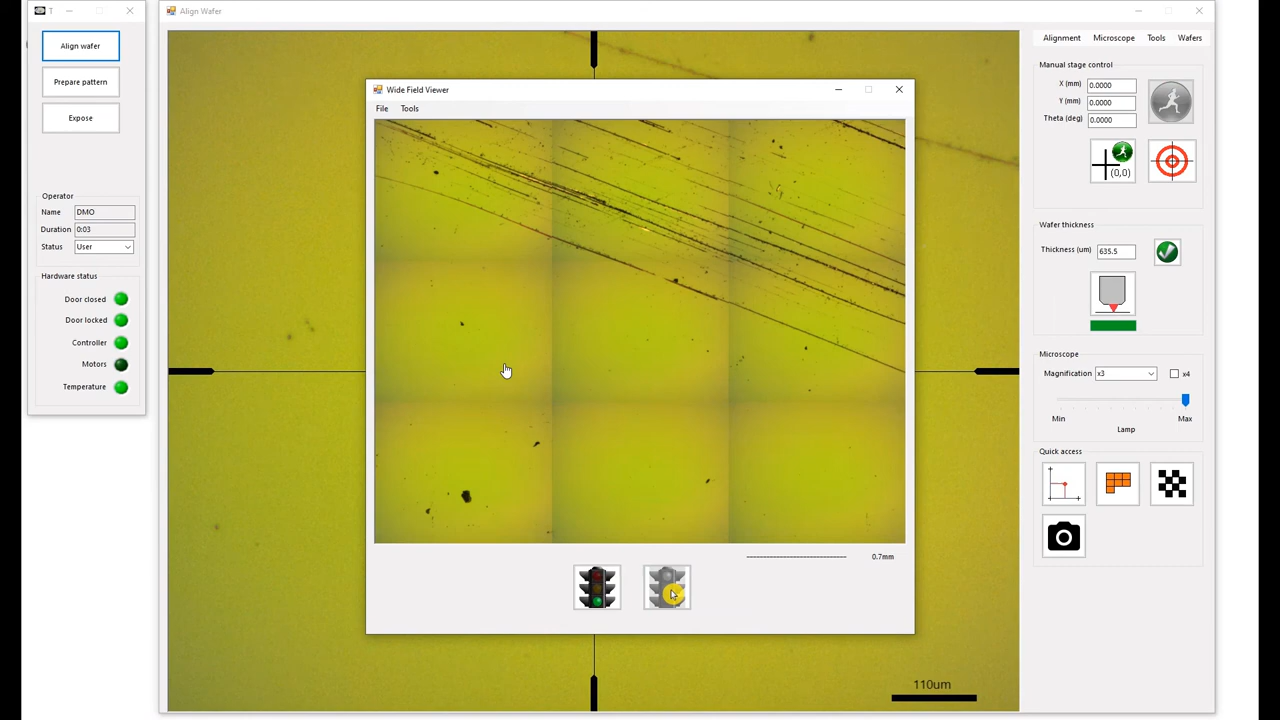 T
Align wafer
Prepare pattern
Expose
Operator
Name DMO
Duration 0:03
Status User
Hardware status
Door closed
Door locked
Controller
Motors
Temperature
Align Wafer
Wide Field Viewer
File Tools
0.7mm
110um
Alignment Microscope Tools Wafers
Manual stage control
X (mm) 0.0000
Y (mm) 0.0000
Theta (deg) 0.0000
(0,0)
Wafer thickness
Thickness (um) 635.5
Microscope
Magnification x3 x4
Min Max
Lamp
Quick access